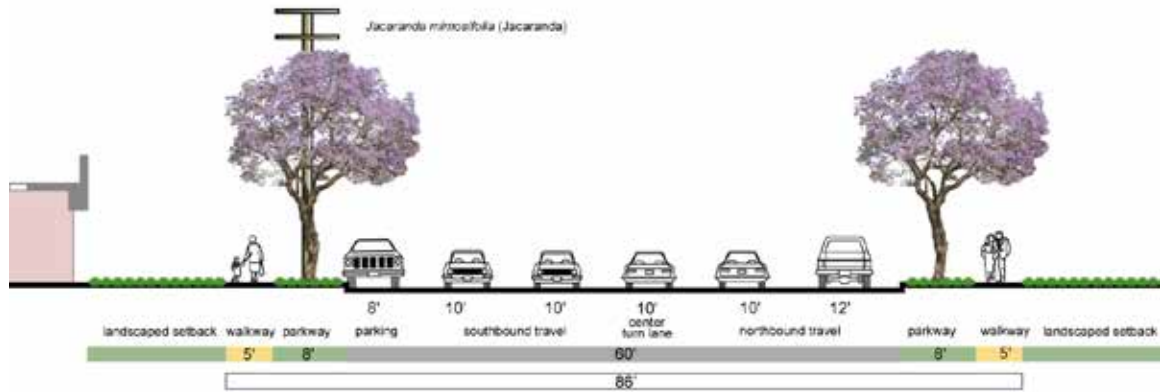 Jacaranda mimosifolia (Jacaranda)
8' 10' 10' 10' 10' 12'
landscaped setback walkway parkway parking southbound travel center turn lane northbound travel parkway walkway landscaped setback
5' 8' 60' 8' 5'
86'